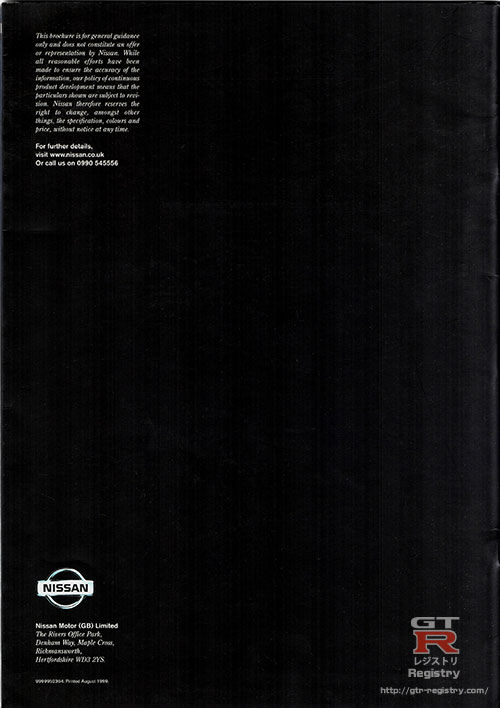 This brochure is for general guidance
only and does not constitute an offer
or representation by Nissan. While
all reasonable efforts have been
made to ensure the accuracy of the
information, our policy of continuous
product development means that the
particulars shown are subject to revi-
sion. Nissan therefore reserves the
right to change, amongst other
things, the specification, colours and
price, without notice at any time.
For further details,
visit www.nissan.co.uk
Or call us on 0990 545556
NISSAN
Nissan Motor (GB) Limited
The Rivers Office Park,
Denham Way, Maple Cross,
Rickmansworth,
Hertfordshire WD3 2YS.
Printed August 1999.
GT
R
レジストリ
Registry
http://gtr-registry.com/